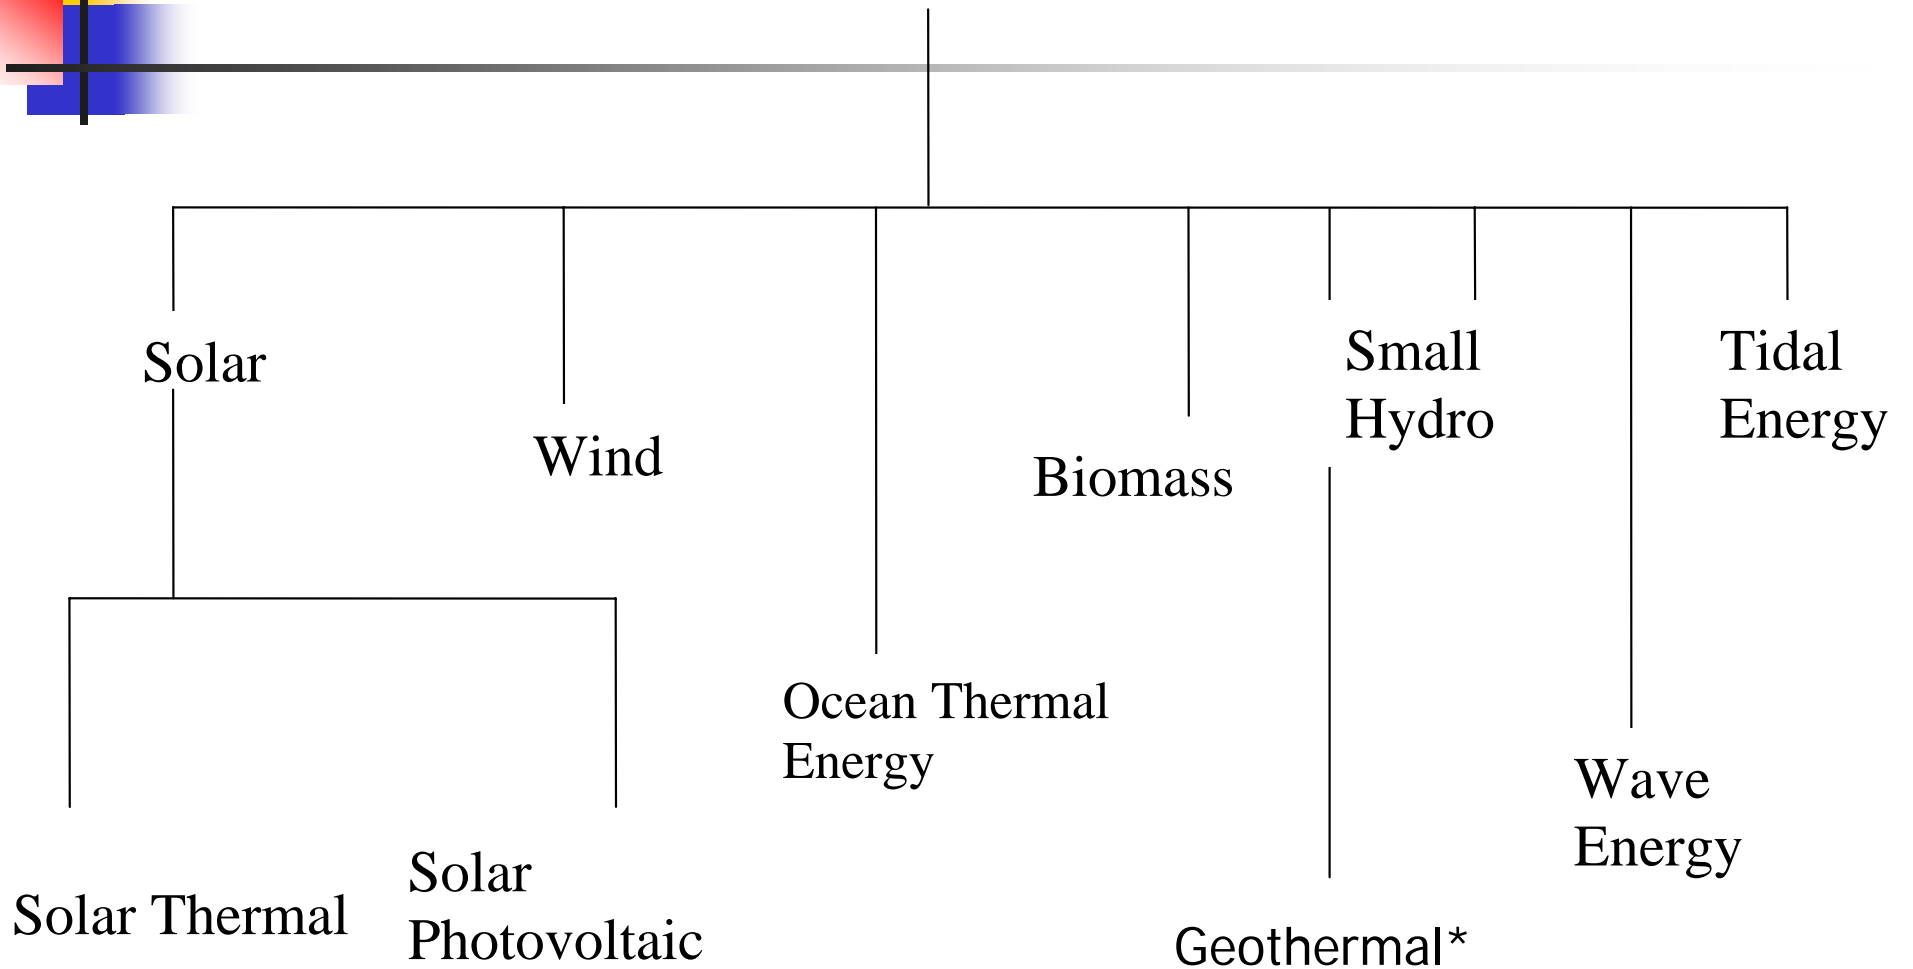 Solar
Wind
Biomass
Small
Hydro
Tidal
Energy
Ocean Thermal
Energy
Wave
Energy
Solar Thermal
Solar
Photovoltaic
Geothermal*